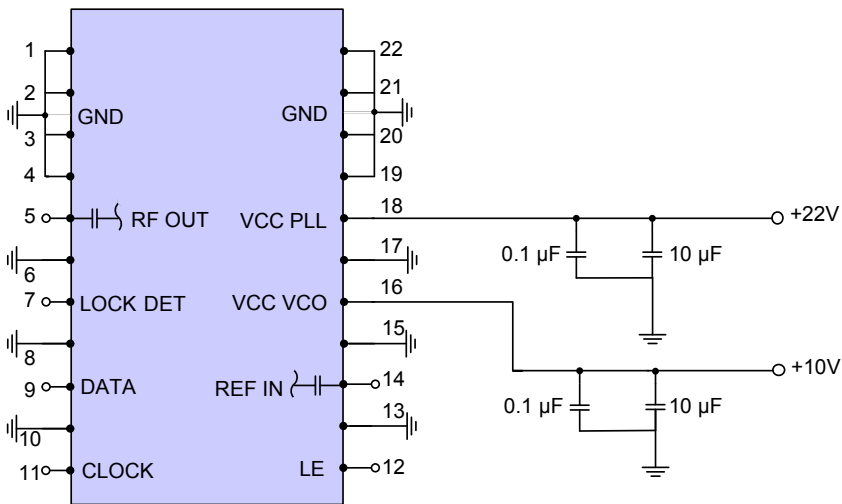 1 22
2 21
GND GND
3 20
4 19
5 RF OUT VCC PLL 18 +22V
6 17 0.1 µF 10 µF
7 LOCK DET VCC VCO 16
8 15
9 DATA REF IN 14 +10V
10 13 0.1 µF 10 µF
11 CLOCK LE 12